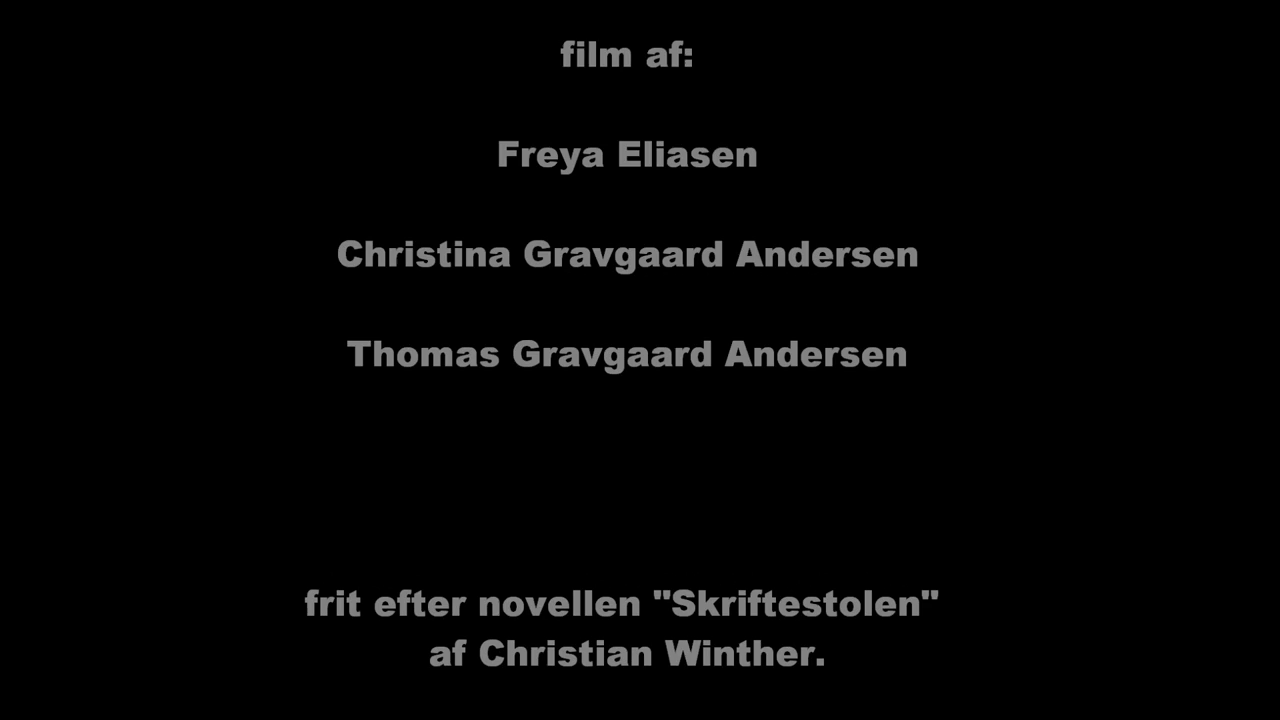 film af:
Freya Eliasen
Christina Gravgaard Andersen
Thomas Gravgaard Andersen
frit efter novellen "Skriftestolen"
af Christian Winther.